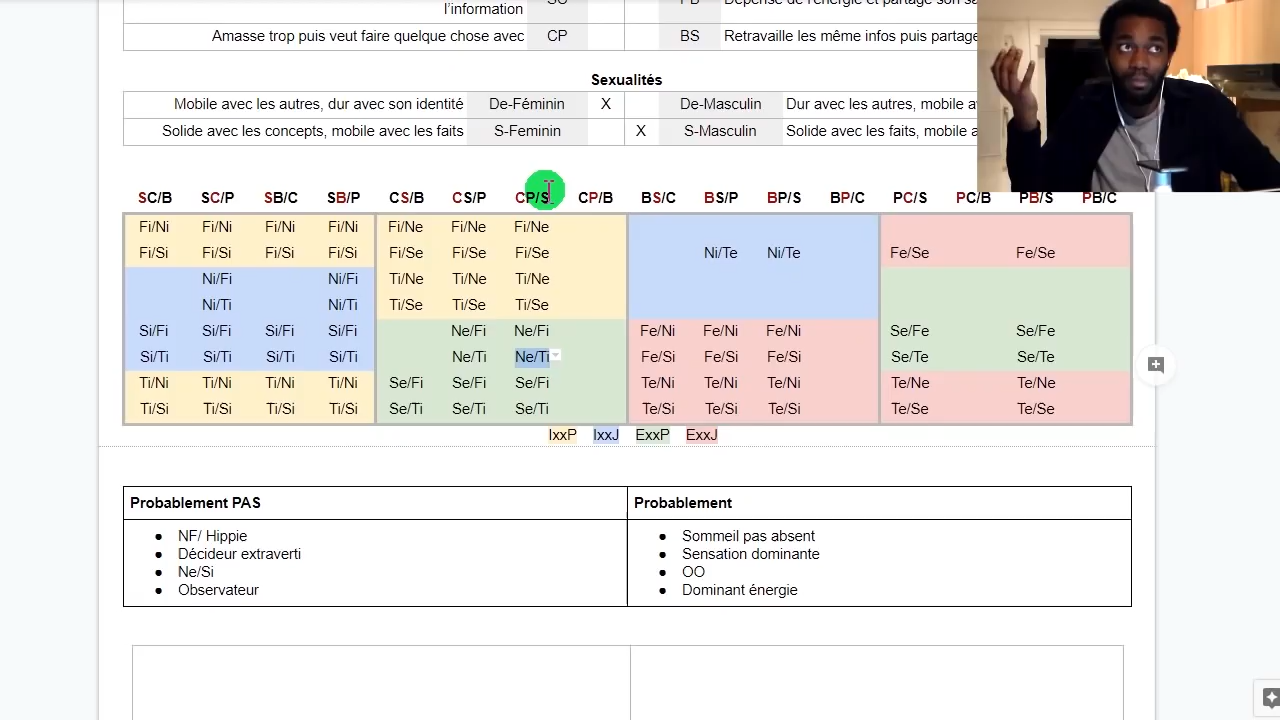 l'information
Dépense de l'énergie et partage son
Amasse trop puis veut faire quelque chose avec CP BS Retravaille les même infos puis partage
Sexualités
Mobile avec les autres, dur avec son identité De-Féminin X De-Masculin Dur avec les autres, mobile
Solide avec les concepts, mobile avec les faits S-Feminin X S-Masculin Solide avec les faits, mobile
SC/B SC/P SB/C SB/P CS/B CS/P CP/S CP/B BS/C BS/P BP/S BP/C PC/S PC/B PB/S PB/C
Fi/Ni Fi/Ni Fi/Ni Fi/Ni Fi/Ne Fi/Ne Fi/Ne
Fi/Si Fi/Si Fi/Si Fi/Si Fi/Se Fi/Se Fi/Se Ni/Te Ni/Te Fe/Se Fe/Se
Ni/Fi Ni/Fi Ti/Ne Ti/Ne Ti/Ne
Ni/Ti Ni/Ti Ti/Se Ti/Se Ti/Se
Si/Fi Si/Fi Si/Fi Si/Fi Ne/Fi Ne/Fi Fe/Ni Fe/Ni Fe/Ni Se/Fe Se/Fe
Si/Ti Si/Ti Si/Ti Si/Ti Ne/Ti Ne/Ti Fe/Si Fe/Si Fe/Si Se/Te Se/Te
Ti/Ni Ti/Ni Ti/Ni Ti/Ni Se/Fi Se/Fi Se/Fi Te/Ni Te/Ni Te/Ni Te/Ne Te/Ne
Ti/Si Ti/Si Ti/Si Ti/Si Se/Ti Se/Ti Se/Ti Te/Si Te/Si Te/Si Te/Se Te/Se
IxxP IxxJ ExxP ExxJ
Probablement PAS Probablement
NF/ Hippie
Décideur extraverti
Ne/Si
Observateur
Sommeil pas absent
Sensation dominante
OO
Dominant énergie